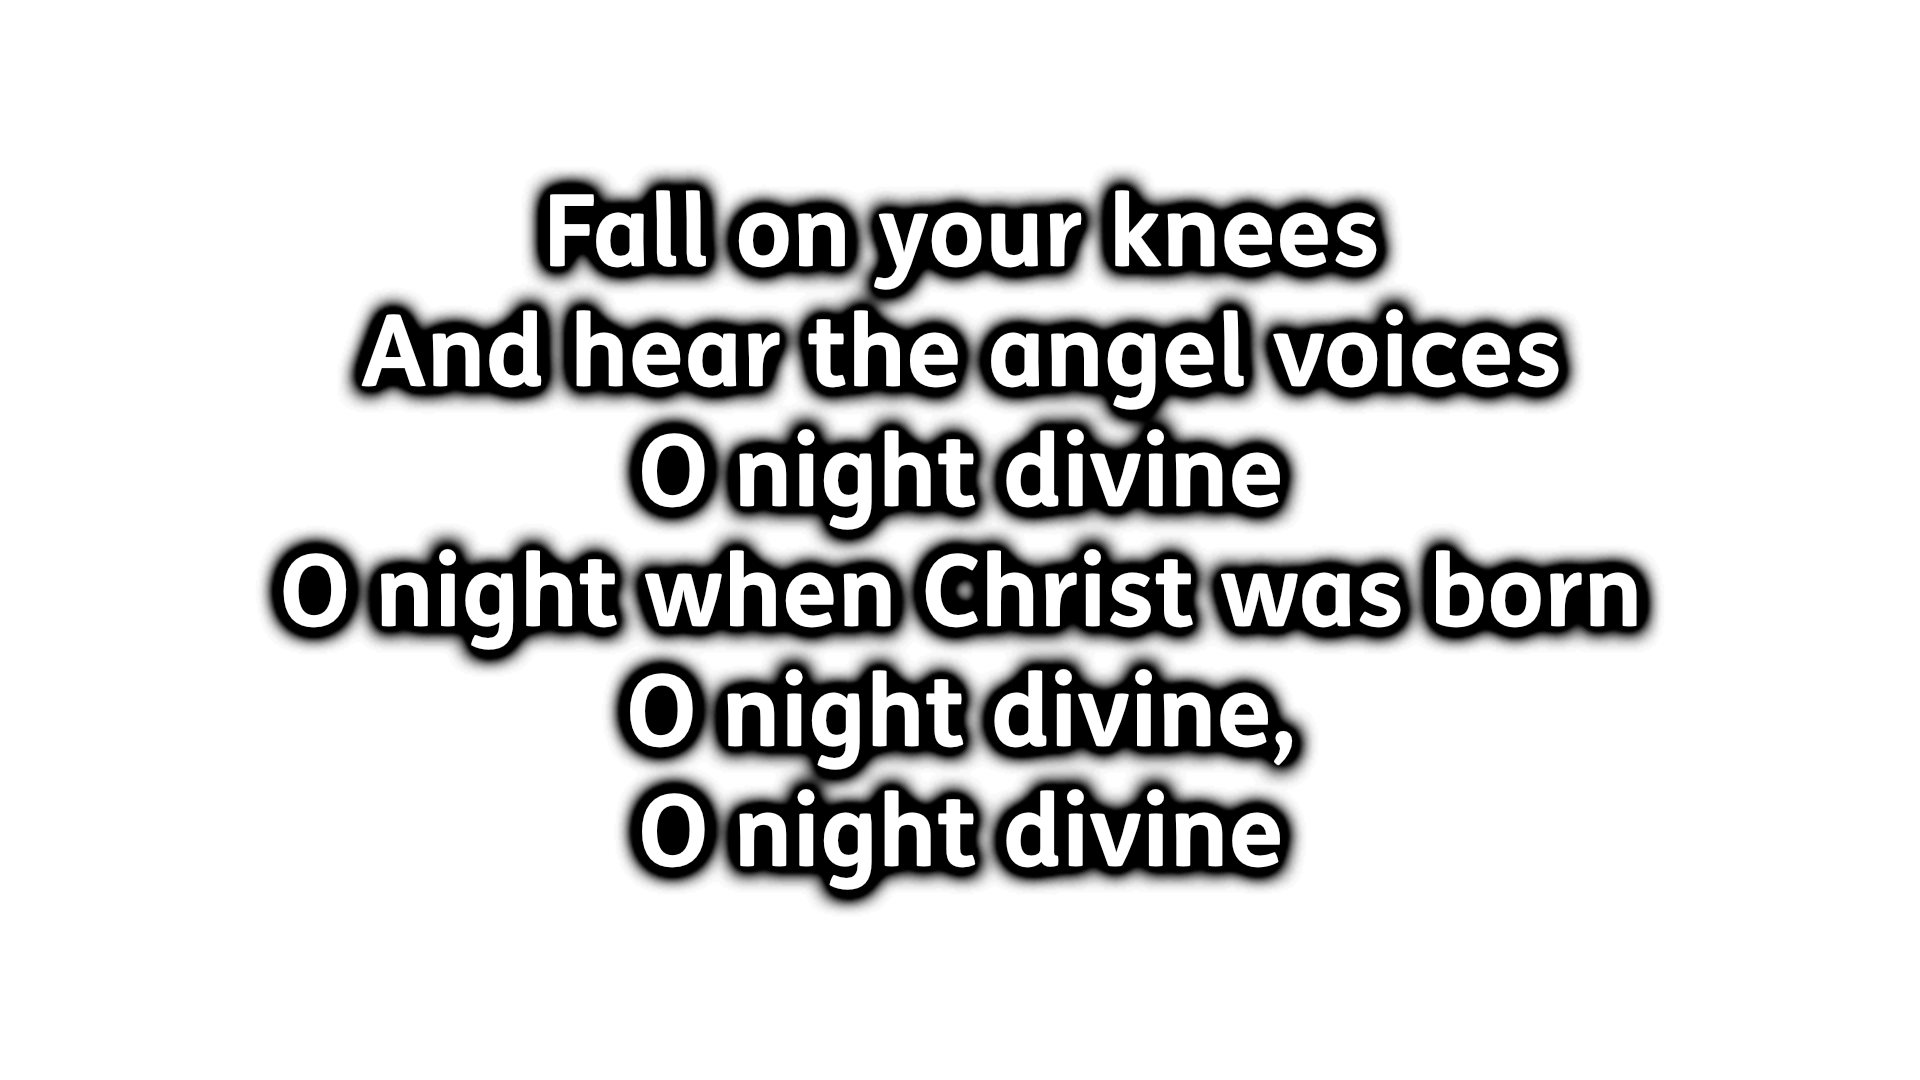 Fall on your knees
And hear the angel voices
O night divine
O night when Christ was born
O night divine,
O night divine